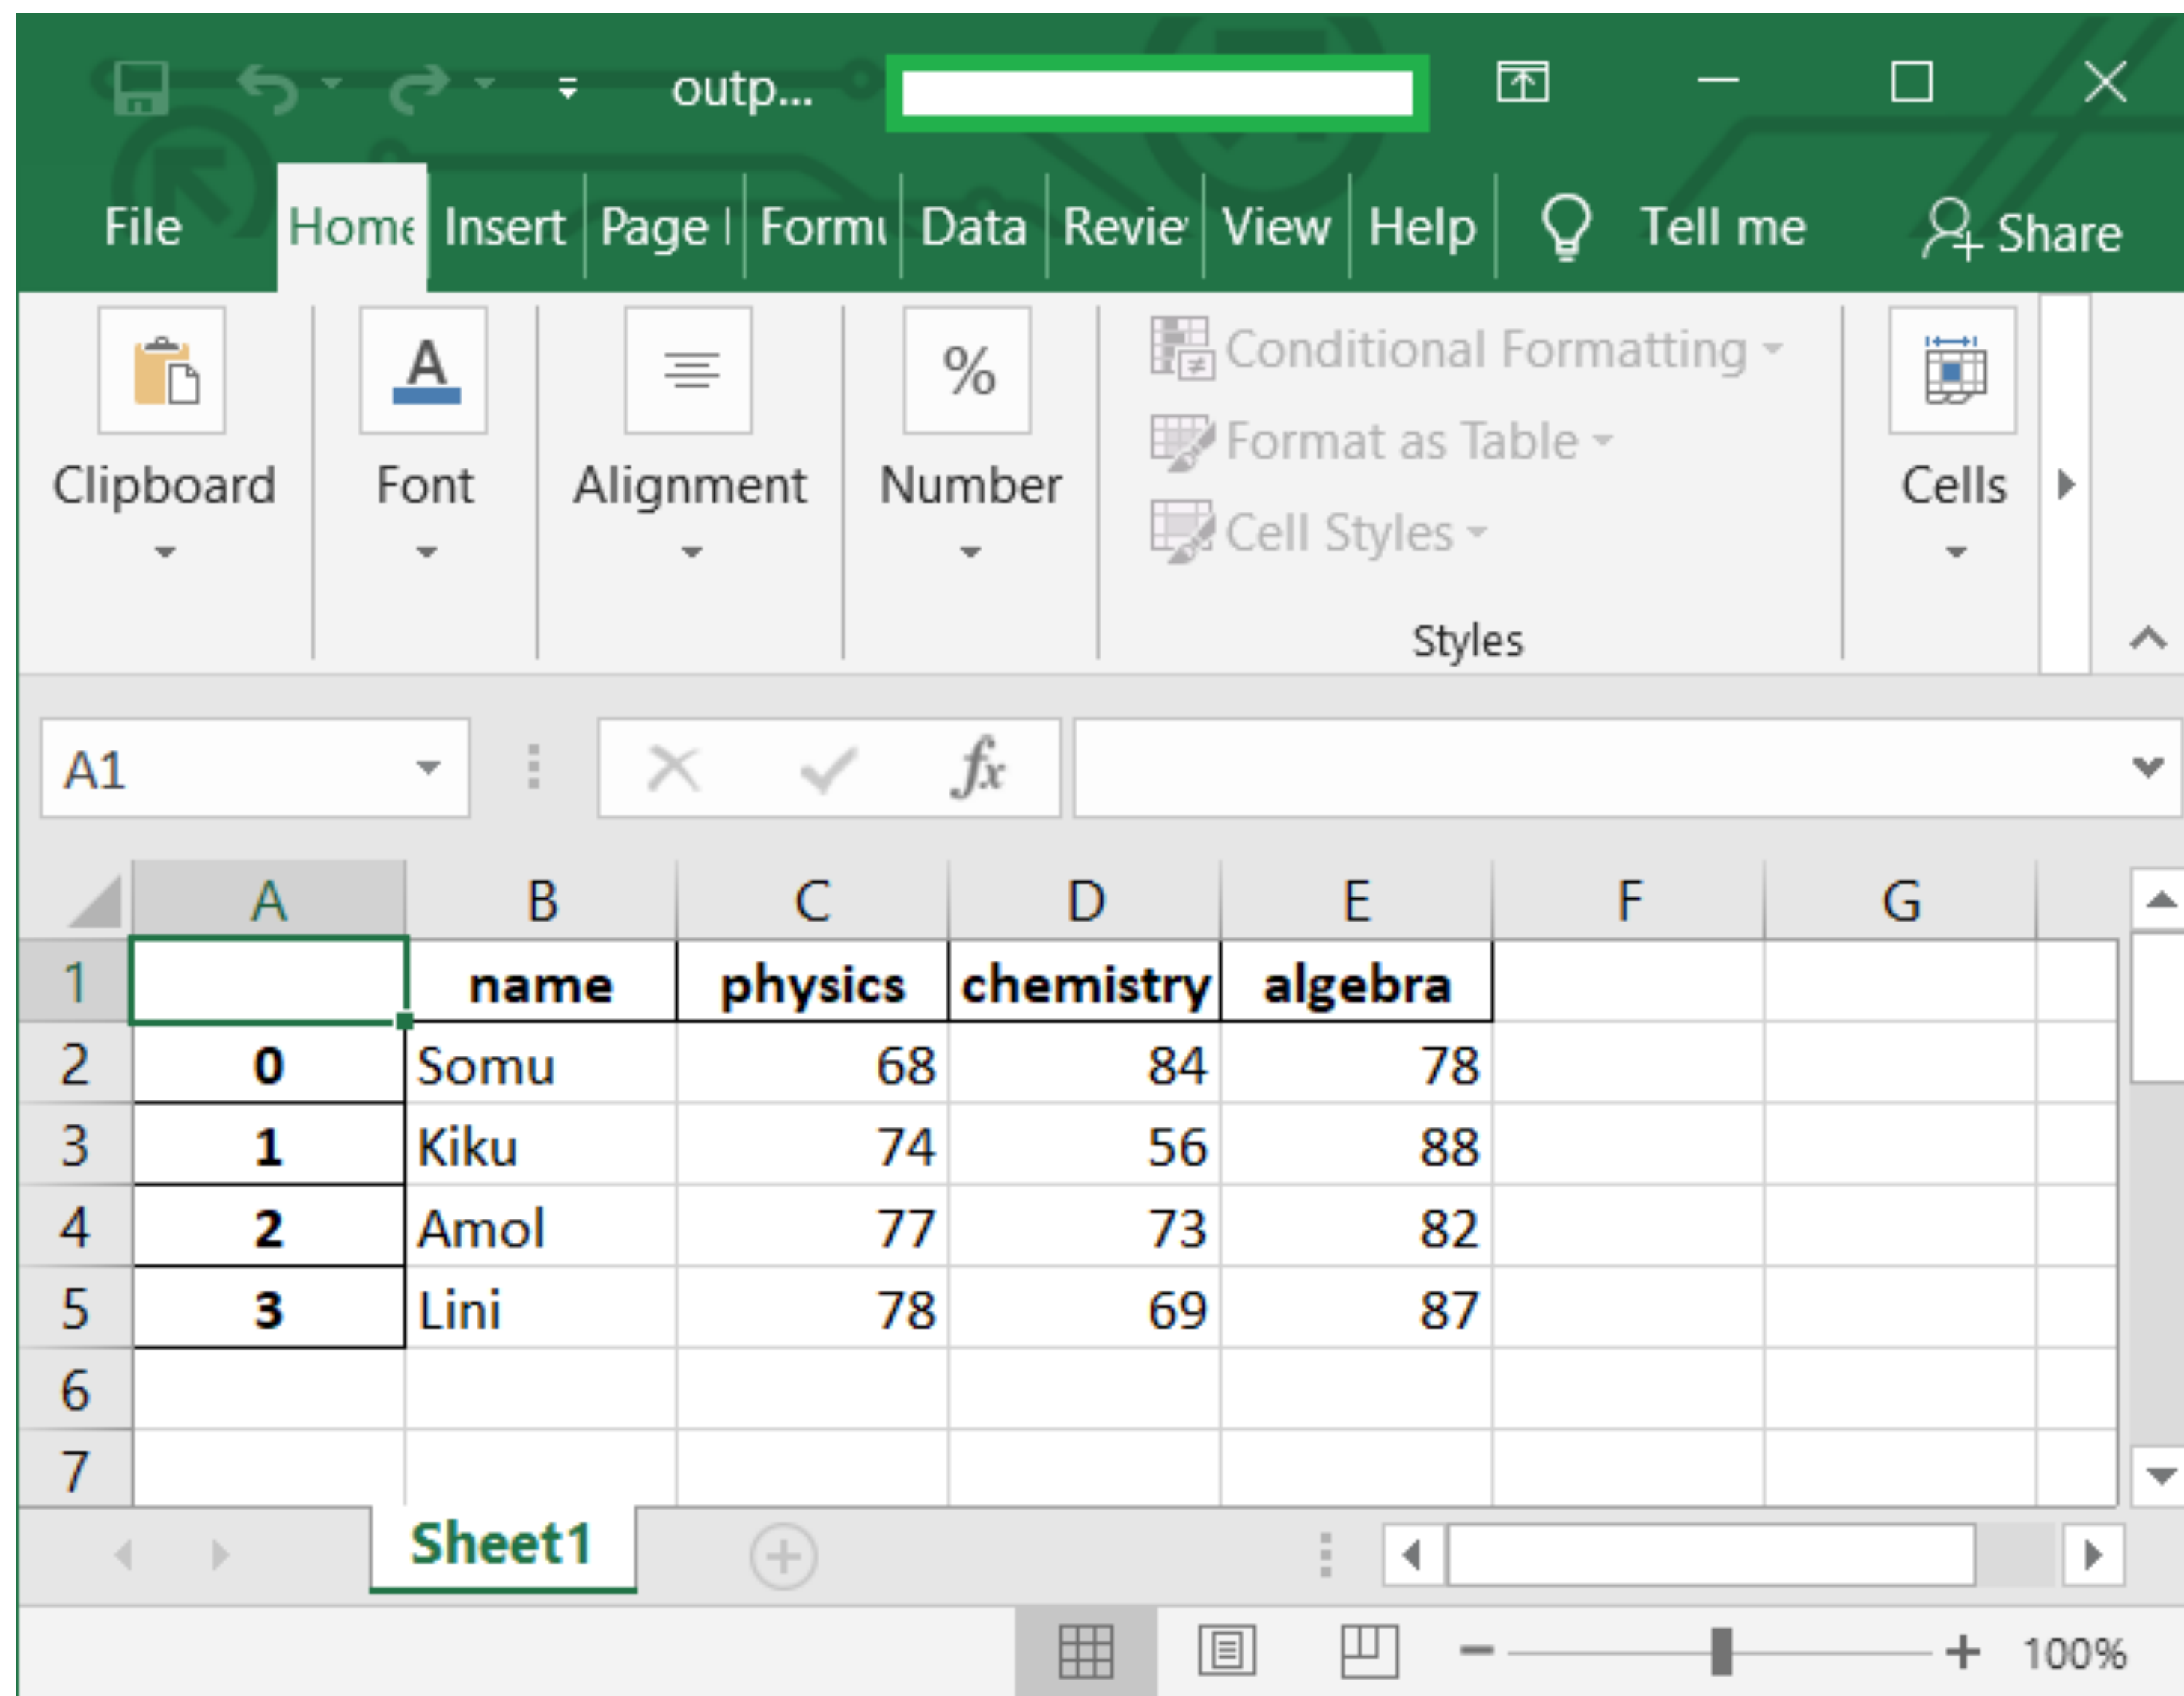 outp...
File Home Insert Page Formu Data Revie View Help Tell me Share
Conditional Formatting
Format as Table
Cell Styles
Clipboard Font Alignment Number Cells
Styles
A1 fx
A B C D E F G
1 name physics chemistry algebra
2 0 Somu 68 84 78
3 1 Kiku 74 56 88
4 2 Amol 77 73 82
5 3 Lini 78 69 87
6
7
Sheet1
100%